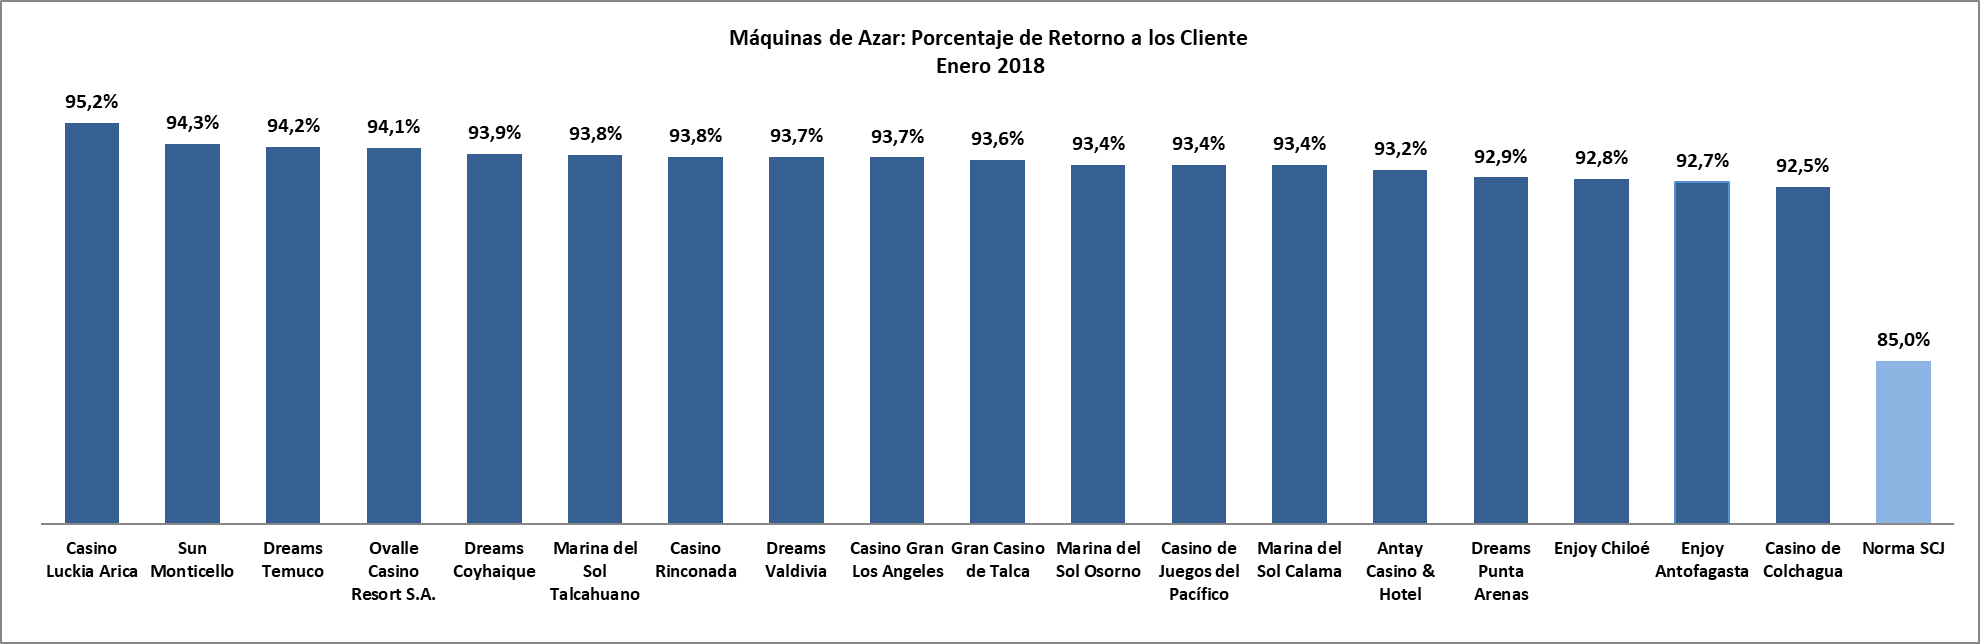 Máquinas de Azar: Porcentaje de Retorno a los Cliente
Enero 2018
95,2%
94,3%
94,2%
94,1%
93,9%
93,8%
93,8%
93,7%
93,7%
93,6%
93,4%
93,4%
93,4%
93,2%
92,9%
92,8%
92,7%
92,5%
85,0%
Casino
Luckia Arica
Sun
Monticello
Dreams
Temuco
Ovalle
Casino
Resort S.A.
Dreams
Coyhaique
Marina del
Sol
Talcahuano
Casino
Rinconada
Dreams
Valdivia
Casino Gran
Los Angeles
Gran Casino
de Talca
Marina del
Sol Osorno
Casino de
Juegos del
Pacífico
Marina del
Sol Calama
Antay
Casino &
Hotel
Dreams
Punta
Arenas
Enjoy Chiloé
Enjoy
Antofagasta
Casino de
Colchagua
Norma SCJ